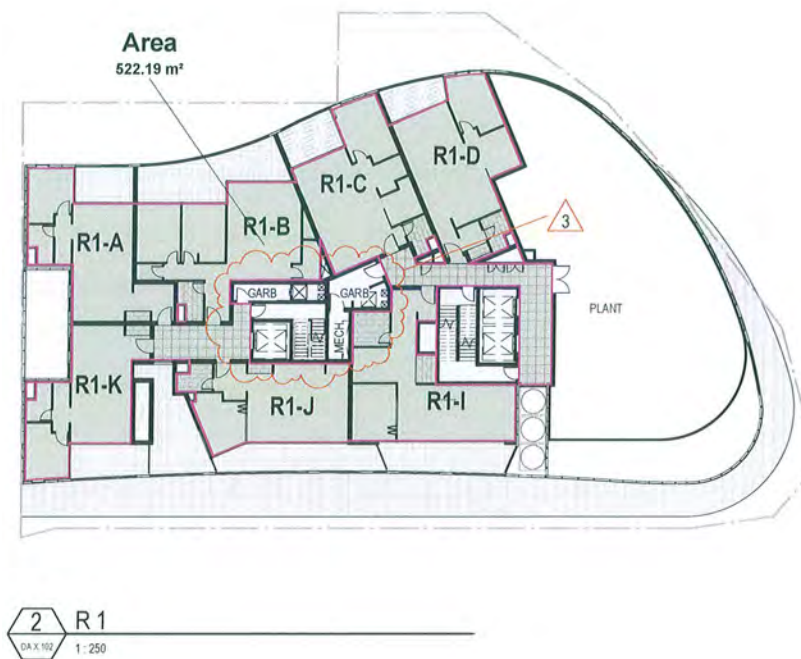 Area
522.19 m²
R1-D
R1-C
R1-B
R1-A
3
GARB
GARB
MECH.
PLANT
R1-K
R1-J
R1-I
W
W
2
DA X 102
R 1
1 : 250